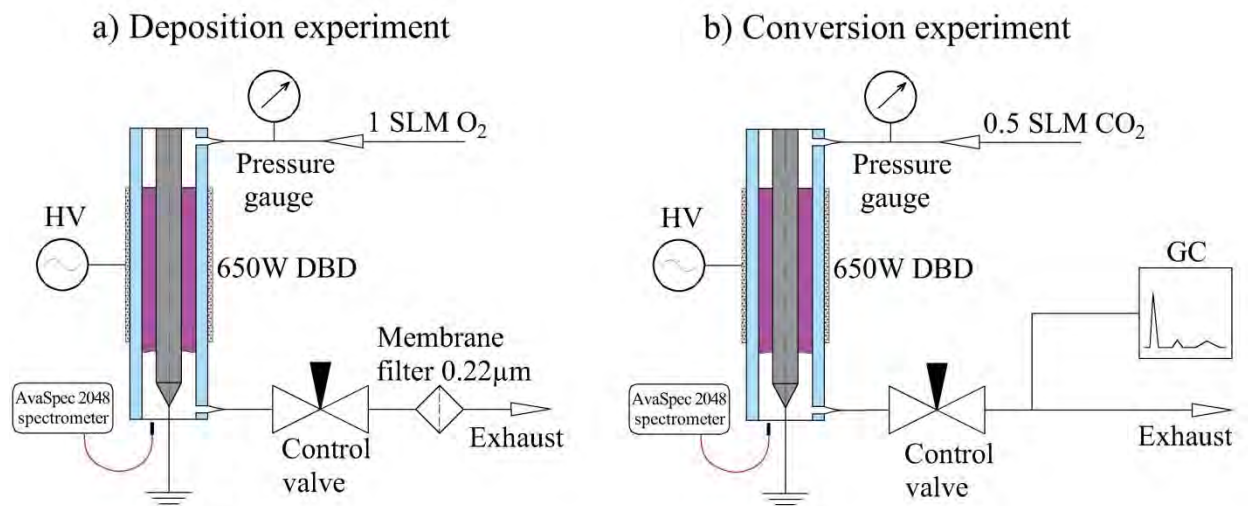 a) Deposition experiment
1 SLM O₂
Pressure
gauge
HV
650W DBD
Membrane
filter 0.22µm
AvaSpec 2048
spectrometer
Control
valve
Exhaust
b) Conversion experiment
0.5 SLM CO₂
Pressure
gauge
HV
650W DBD
GC
AvaSpec 2048
spectrometer
Control
valve
Exhaust